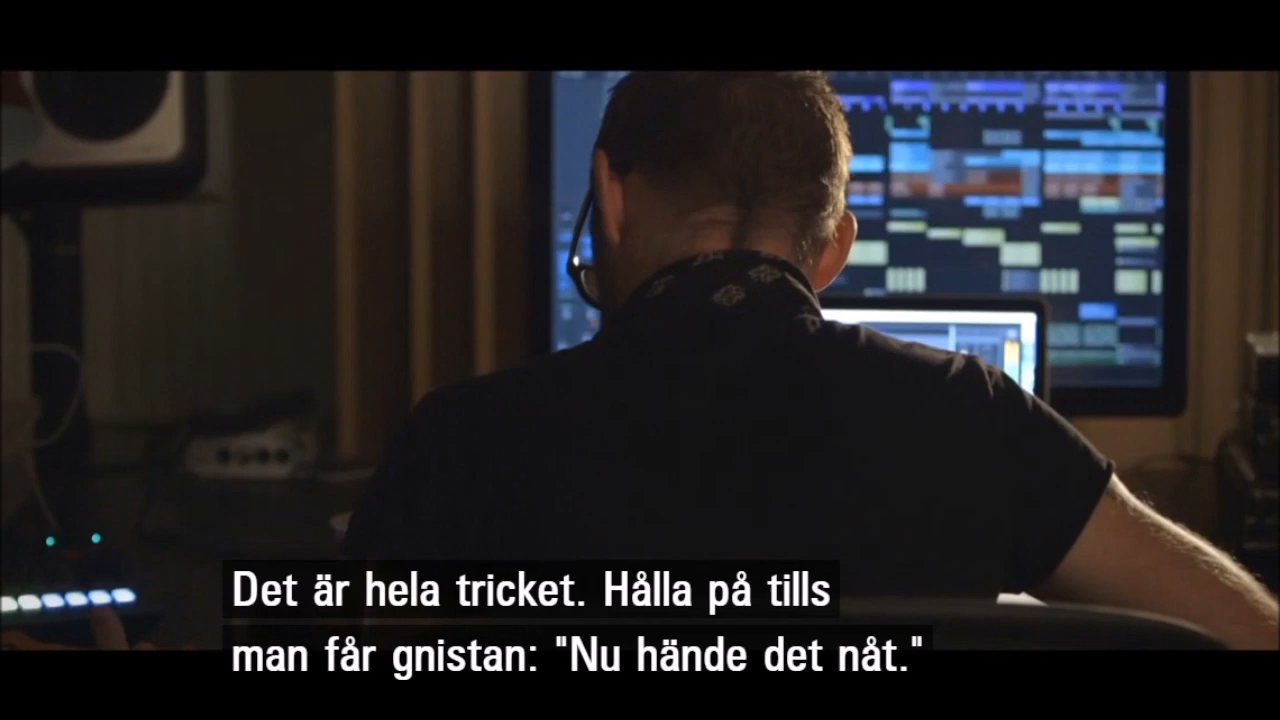 Det är hela tricket. Hålla på tills
man får gnistan: "Nu hände det nåt."